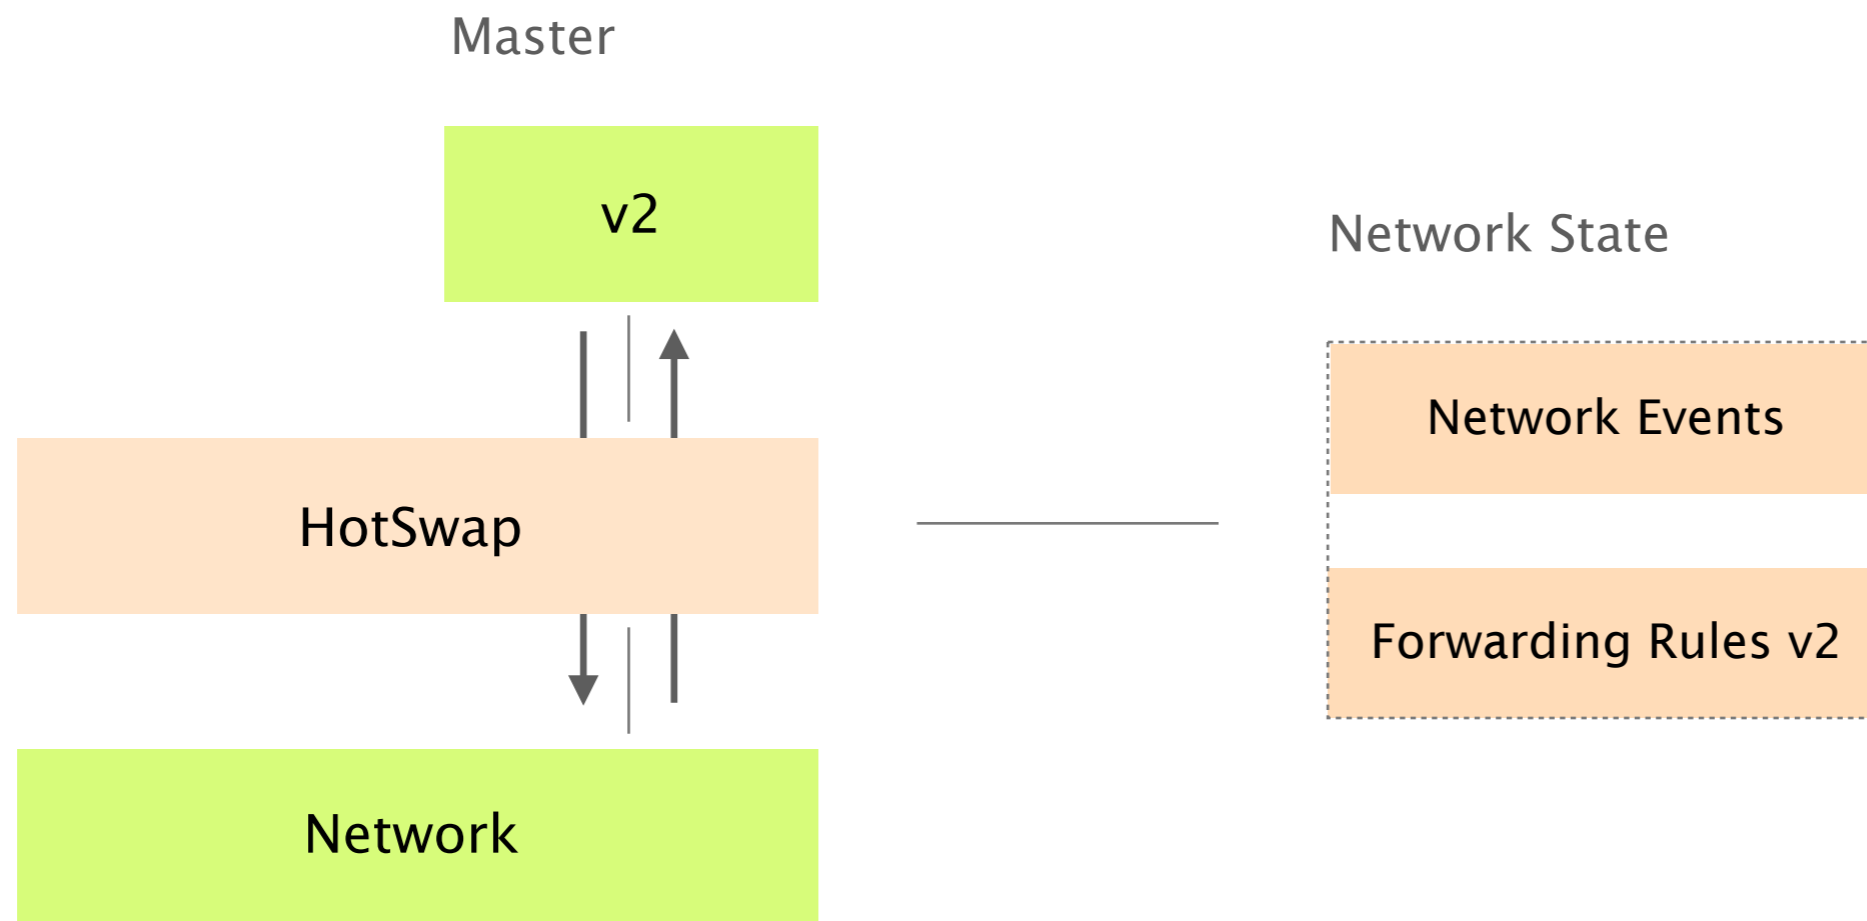 Master
v2
Network State
Network Events
HotSwap
Forwarding Rules v2
Network